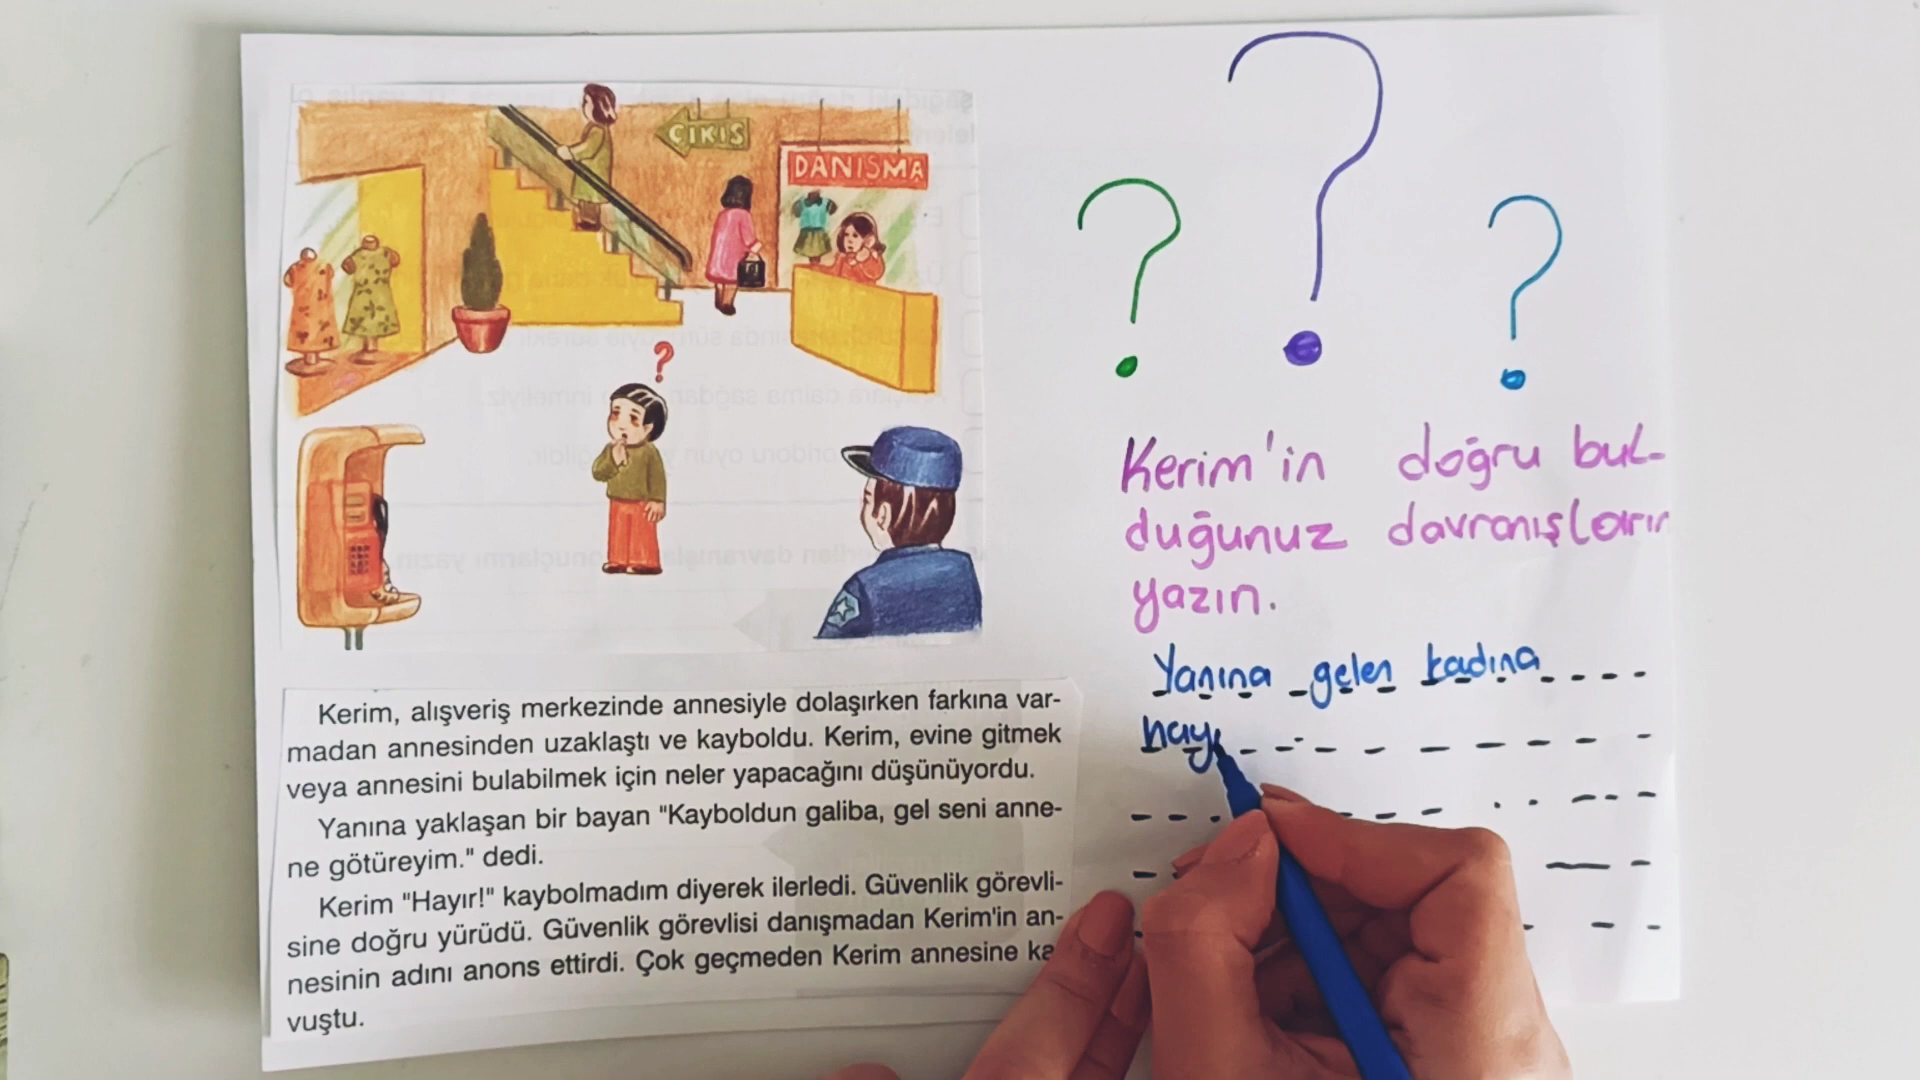 ÇIKIŞ
DANIŞMA
?
Kerim, alışveriş merkezinde annesiyle dolaşırken farkına var-
madan annesinden uzaklaştı ve kayboldu. Kerim, evine gitmek
veya annesini bulabilmek için neler yapacağını düşünüyordu.
Yanına yaklaşan bir bayan "Kayboldun galiba, gel seni anne-
ne götüreyim." dedi.
Kerim "Hayır!" kaybolmadım diyerek ilerledi. Güvenlik görevli-
sine doğru yürüdü. Güvenlik görevlisi danışmadan Kerim'in an-
nesinin adını anons ettirdi. Çok geçmeden Kerim annesine ka
vuştu.
? ? ?
Kerim'in doğru bul-
duğunuz davranışların
yazın.
Yanına gelen kadına
hay